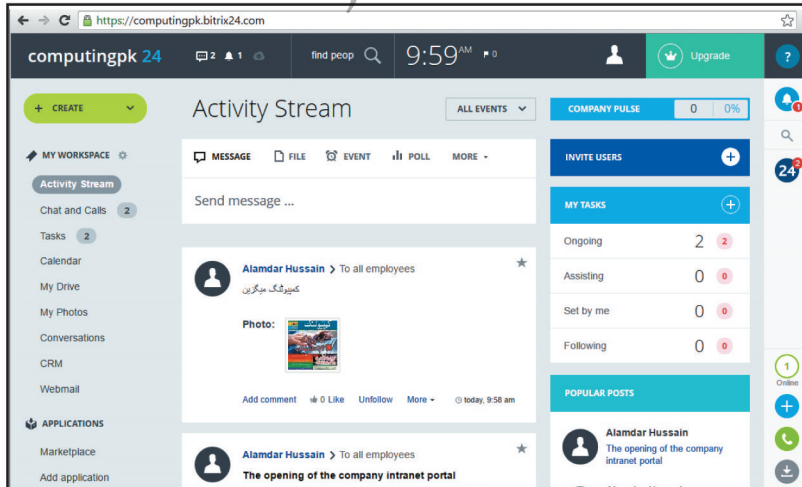 https://computingpk.bitrix24.com
computingpk 24
2
1
find peop
9:59 AM
0
Upgrade
?
+ CREATE
Activity Stream
ALL EVENTS
COMPANY PULSE
0
0%
1
MY WORKSPACE
MESSAGE
FILE
EVENT
POLL
MORE
INVITE USERS
24
2
Activity Stream
Send message ...
Chat and Calls
2
MY TASKS
Tasks
2
Ongoing
2
2
Calendar
Alamdar Hussain > To all employees
Assisting
0
0
My Drive
کمپیوٹنگ میگزین
My Photos
Photo:
Set by me
0
0
Conversations
Following
0
0
CRM
1
Online
Webmail
Add comment
0 Like
Unfollow
More
today, 9:58 am
POPULAR POSTS
APPLICATIONS
Alamdar Hussain
The opening of the company
intranet portal
Marketplace
Alamdar Hussain > To all employees
Add application
The opening of the company intranet portal